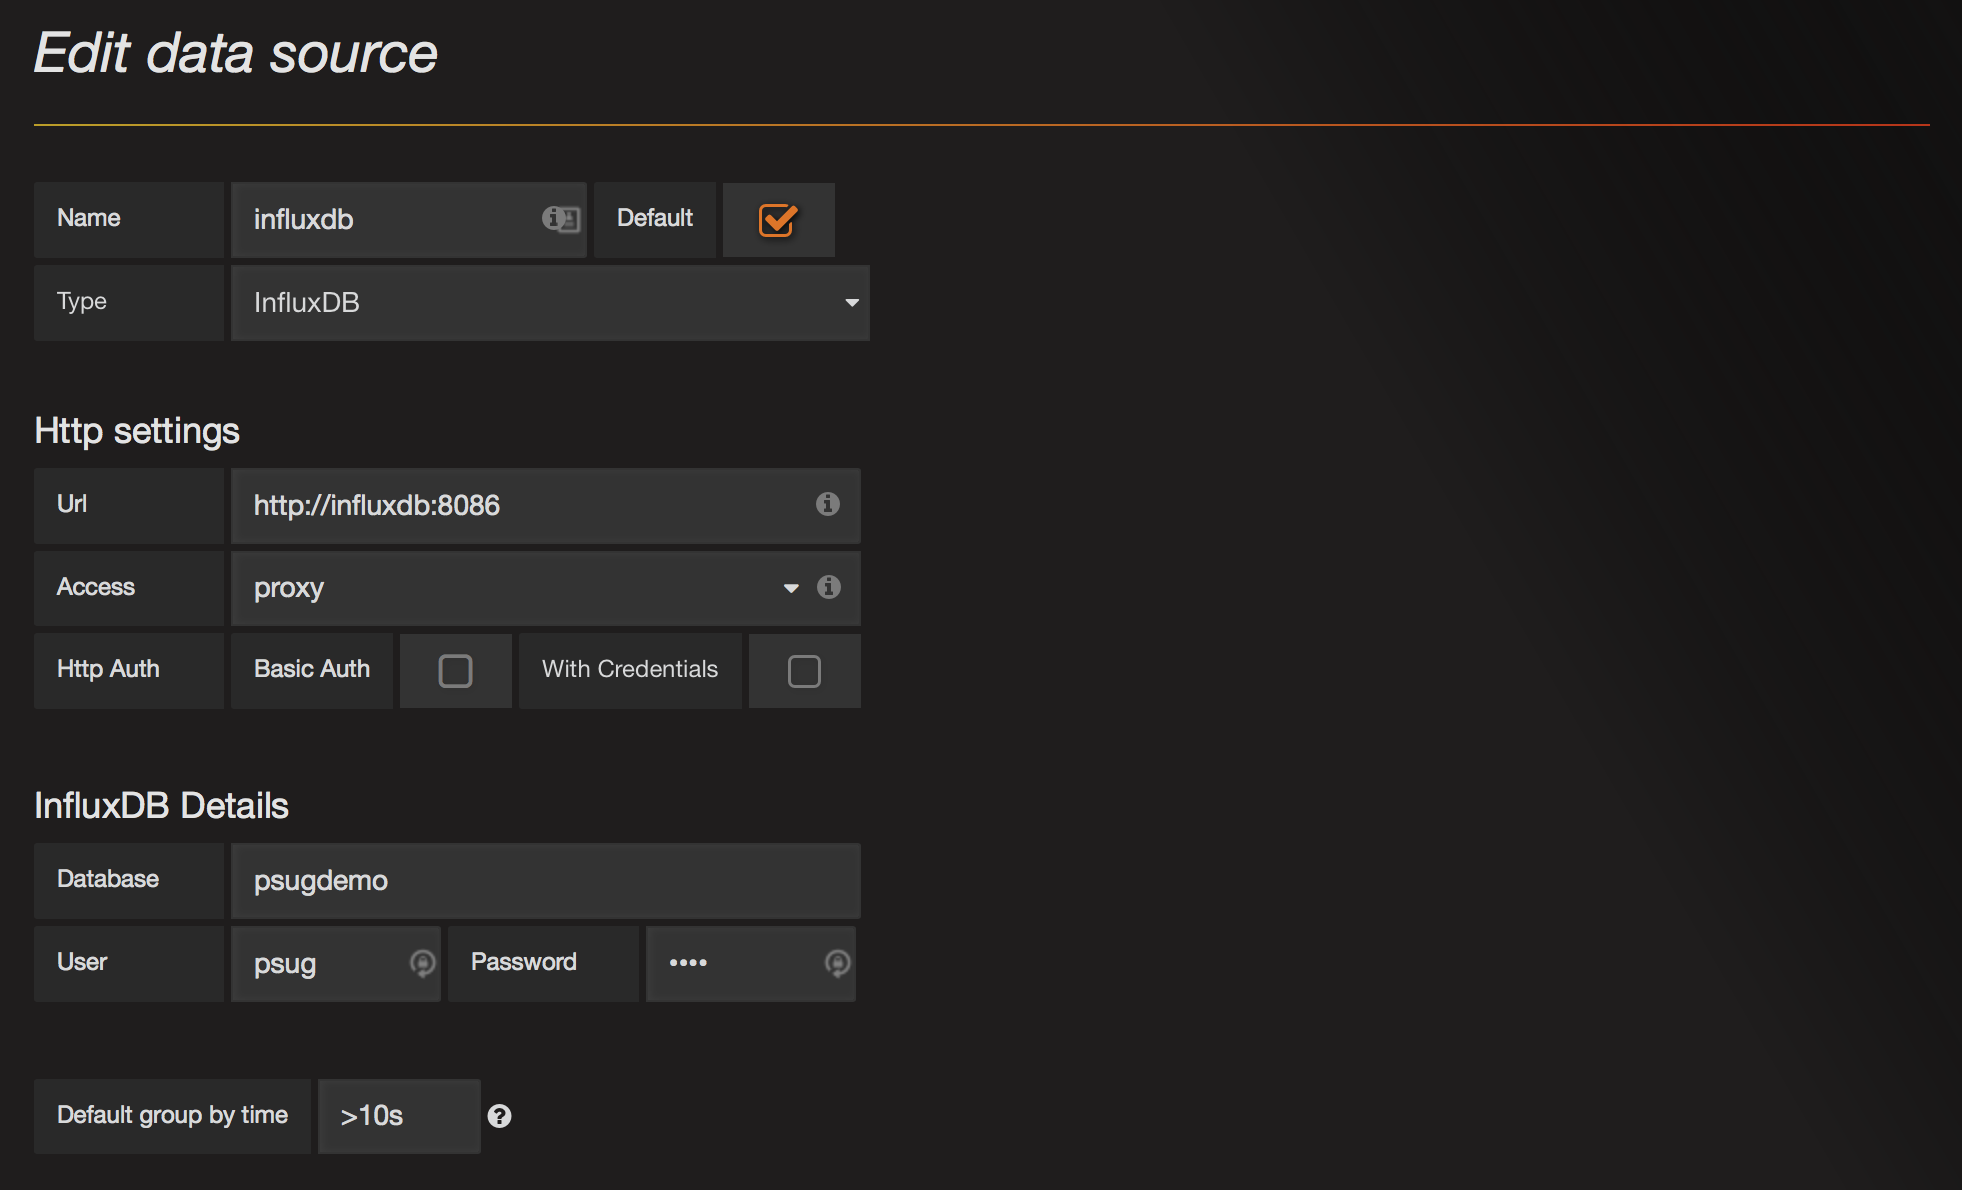 Edit data source
Name influxdb Default
Type InfluxDB
Http settings
Url http://influxdb:8086
Access proxy
Http Auth Basic Auth With Credentials
InfluxDB Details
Database psugdemo
User psug Password ••••
Default group by time >10s